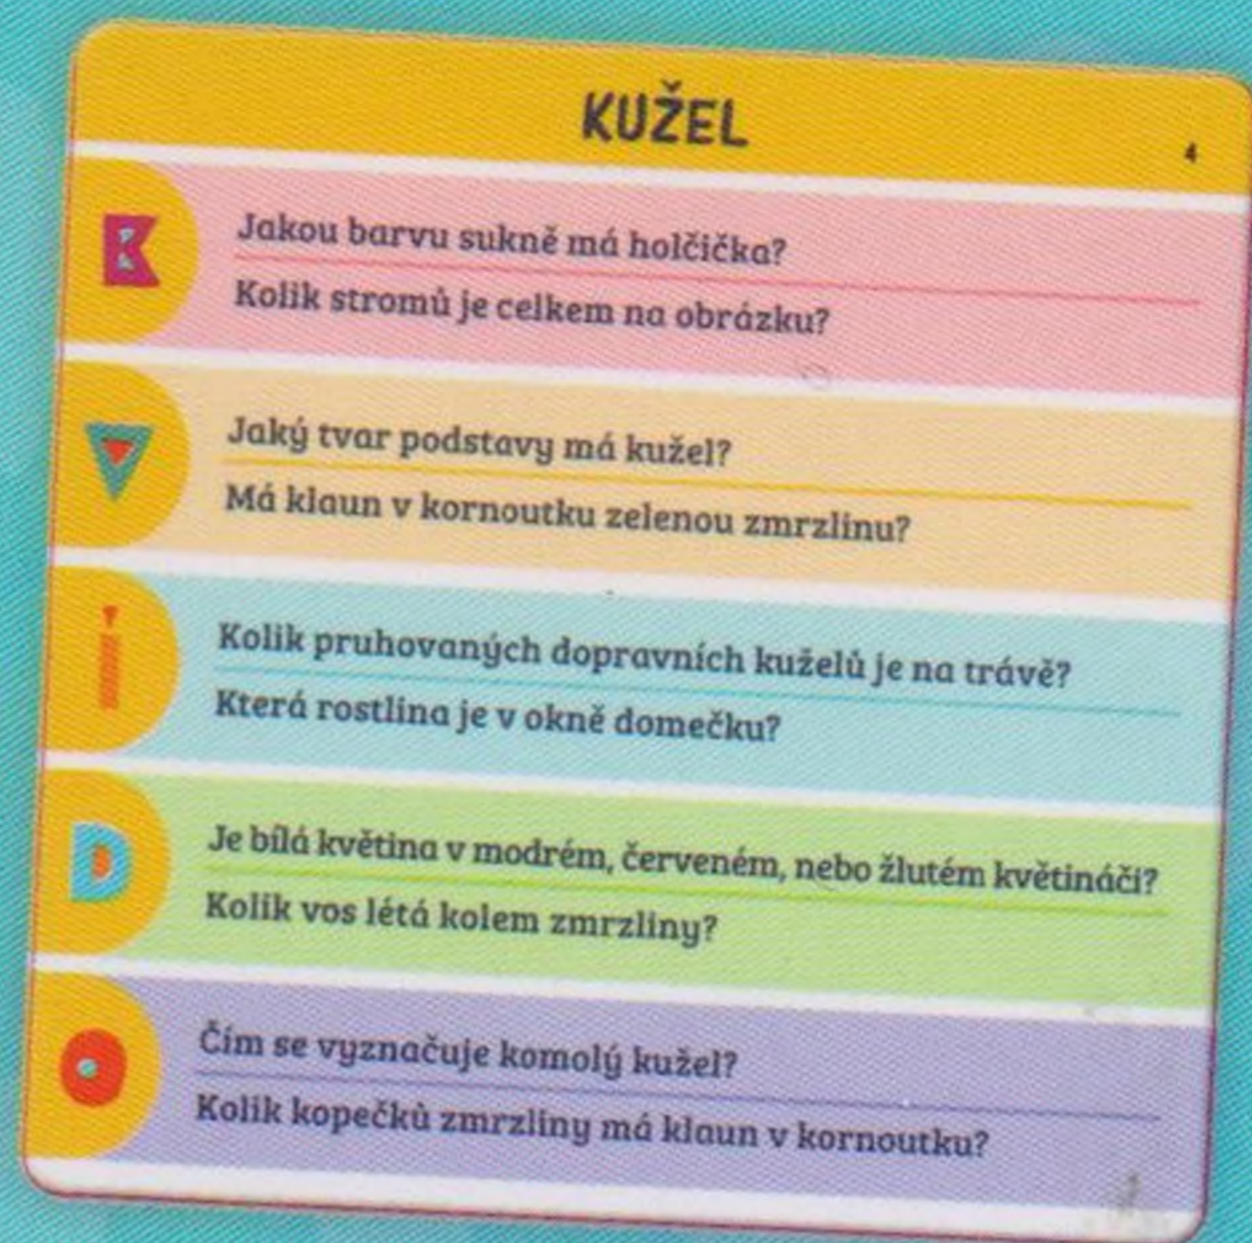 KUŽEL
4
K
Jakou barvu sukně má holčička?
Kolik stromů je celkem na obrázku?
V
Jaký tvar podstavy má kužel?
Má klaun v kornoutku zelenou zmrzlinu?
Í
Kolik pruhovaných dopravních kuželů je na trávě?
Která rostlina je v okně domečku?
D
Je bílá květina v modrém, červeném, nebo žlutém květináči?
Kolik vos létá kolem zmrzliny?
O
Čím se vyznačuje komolý kužel?
Kolik kopečků zmrzliny má klaun v kornoutku?